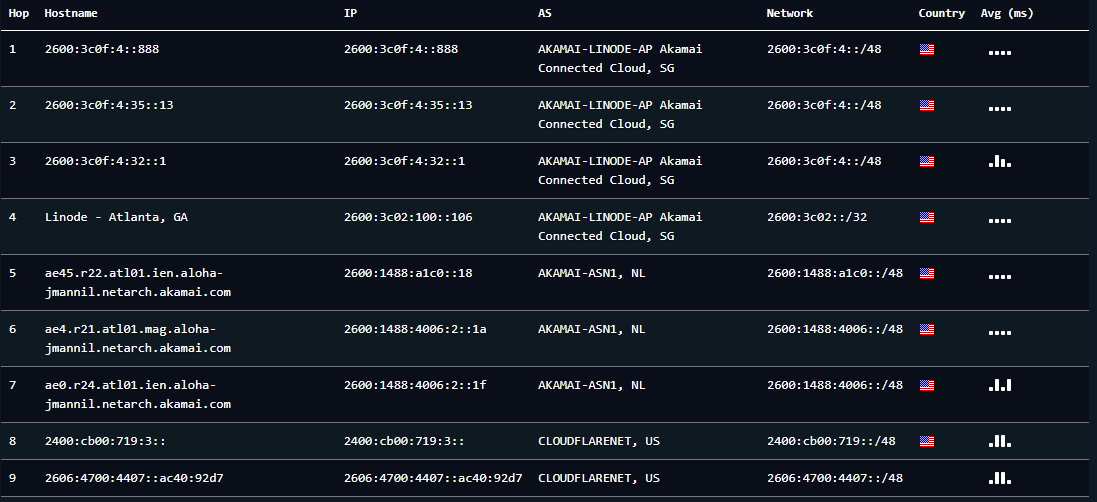 Hop Hostname IP AS Network Country Avg (ms)
1 2600:3c0f:4::888 2600:3c0f:4::888 AKAMAI-LINODE-AP Akamai 2600:3c0f:4::/48
Connected Cloud, SG
2 2600:3c0f:4:35::13 2600:3c0f:4:35::13 AKAMAI-LINODE-AP Akamai 2600:3c0f:4::/48
Connected Cloud, SG
3 2600:3c0f:4:32::1 2600:3c0f:4:32::1 AKAMAI-LINODE-AP Akamai 2600:3c0f:4::/48
Connected Cloud, SG
4 Linode - Atlanta, GA 2600:3c02:100::106 AKAMAI-LINODE-AP Akamai 2600:3c02::/32
Connected Cloud, SG
5 ae45.r22.atl01.ien.aloha- 2600:1488:a1c0::18 AKAMAI-ASN1, NL 2600:1488:a1c0::/48
jmannil.netarch.akamai.com
6 ae4.r21.atl01.mag.aloha- 2600:1488:4006:2::1a AKAMAI-ASN1, NL 2600:1488:4006::/48
jmannil.netarch.akamai.com
7 ae0.r24.atl01.ien.aloha- 2600:1488:4006:2::1f AKAMAI-ASN1, NL 2600:1488:4006::/48
jmannil.netarch.akamai.com
8 2400:cb00:719:3:: 2400:cb00:719:3:: CLOUDFLARENET, US 2400:cb00:719::/48
9 2606:4700:4407::ac40:92d7 2606:4700:4407::ac40:92d7 CLOUDFLARENET, US 2606:4700:4407::/48